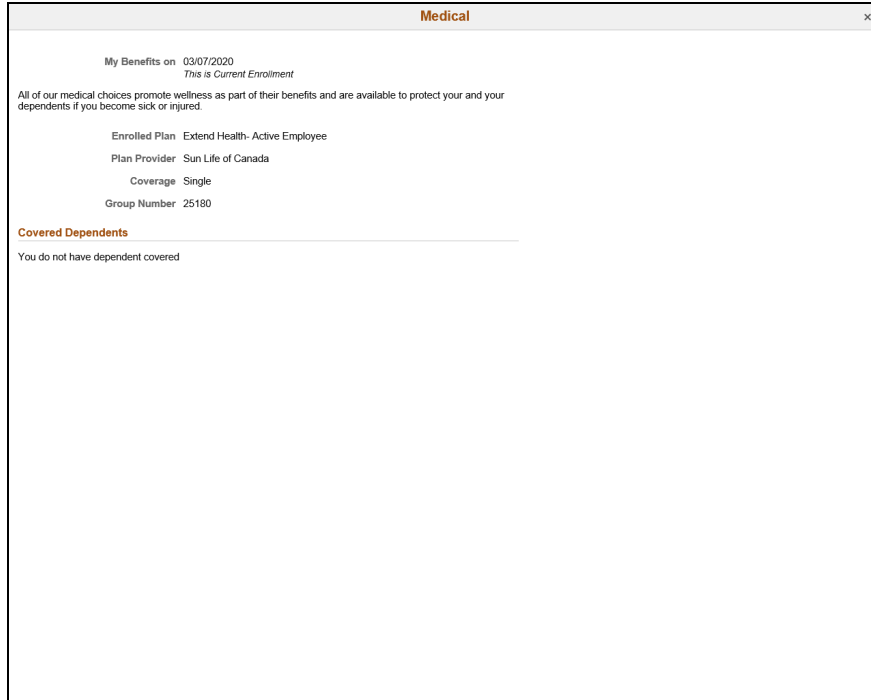 Medical
×
My Benefits on 03/07/2020
This is Current Enrollment
All of our medical choices promote wellness as part of their benefits and are available to protect your and your
dependents if you become sick or injured.
Enrolled Plan Extend Health- Active Employee
Plan Provider Sun Life of Canada
Coverage Single
Group Number 25180
Covered Dependents
You do not have dependent covered